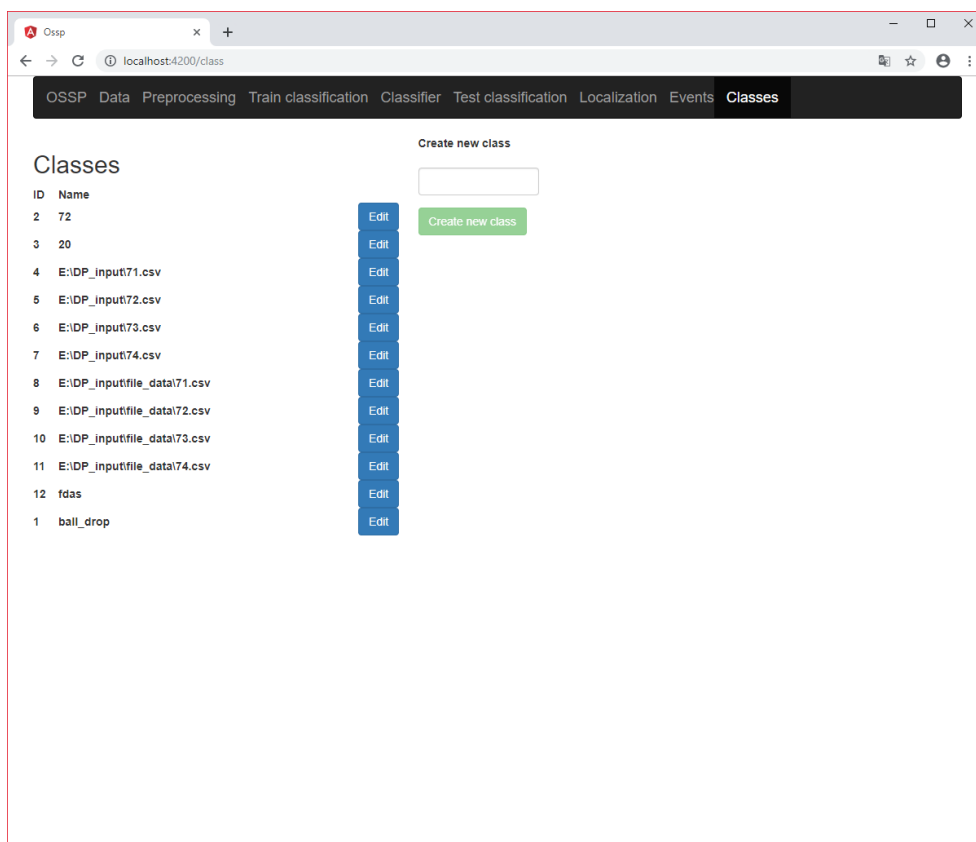 Ossp
localhost:4200/class
OSSP Data Preprocessing Train classification Classifier Test classification Localization Events Classes
Classes
ID Name
2 72 Edit
3 20 Edit
4 E:\DP_input\71.csv Edit
5 E:\DP_input\72.csv Edit
6 E:\DP_input\73.csv Edit
7 E:\DP_input\74.csv Edit
8 E:\DP_input\file_data\71.csv Edit
9 E:\DP_input\file_data\72.csv Edit
10 E:\DP_input\file_data\73.csv Edit
11 E:\DP_input\file_data\74.csv Edit
12 fdas Edit
1 ball_drop Edit
Create new class
Create new class